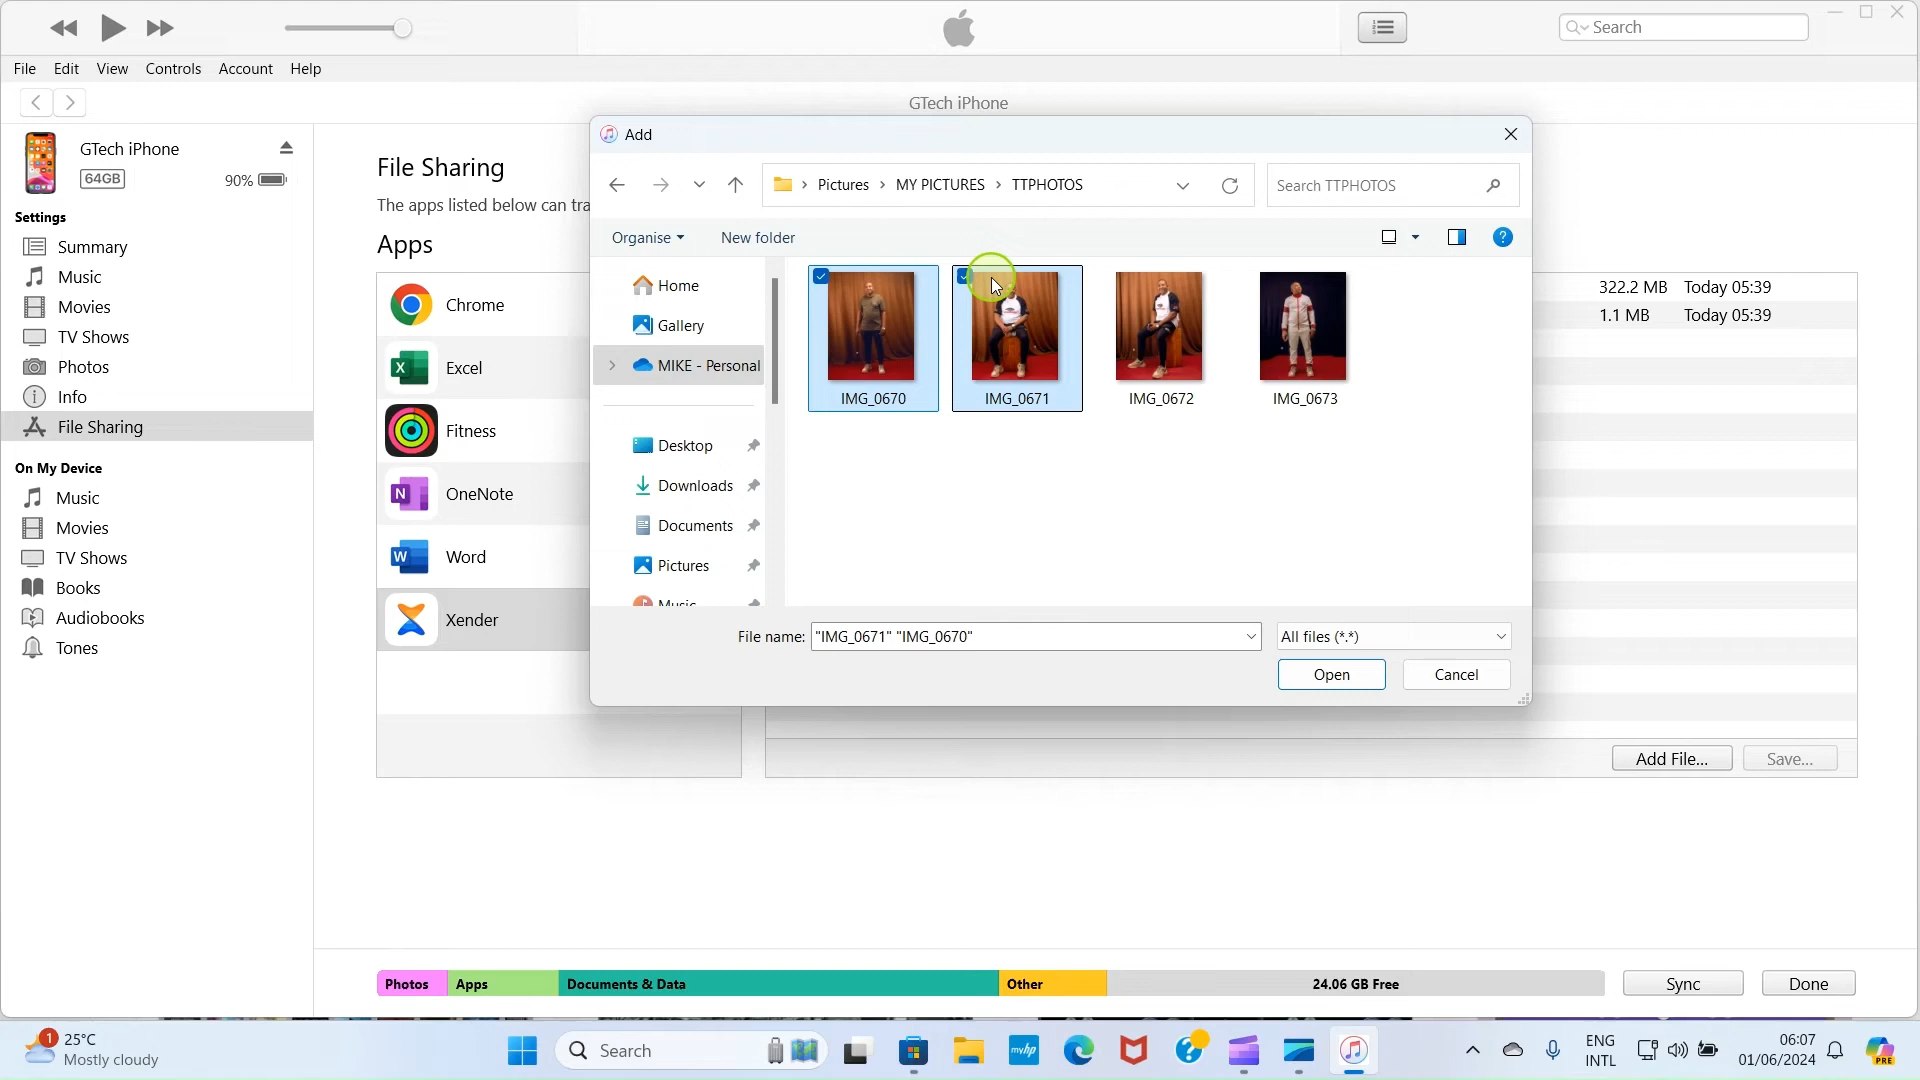 Search
File Edit View Controls Account Help
GTech iPhone
GTech iPhone
64GB
90%
Settings
Summary
Music
Movies
TV Shows
Photos
Info
File Sharing
On My Device
Music
Movies
TV Shows
Books
Audiobooks
Tones
File Sharing
The apps listed below can tra
Apps
Chrome
Excel
Fitness
OneNote
Word
Xender
Add
Pictures > MY PICTURES > TTPHOTOS
Search TTPHOTOS
Organise
New folder
Home
Gallery
MIKE - Personal
Desktop
Downloads
Documents
Pictures
Music
IMG_0670
IMG_0671
IMG_0672
IMG_0673
File name: "IMG_0671" "IMG_0670"
All files (*.*)
Open
Cancel
322.2 MB Today 05:39
1.1 MB Today 05:39
Add File...
Save...
Photos
Apps
Documents & Data
Other
24.06 GB Free
Sync
Done
1
25°C
Mostly cloudy
Search
myhp
ENG
INTL
06:07
01/06/2024
PRE